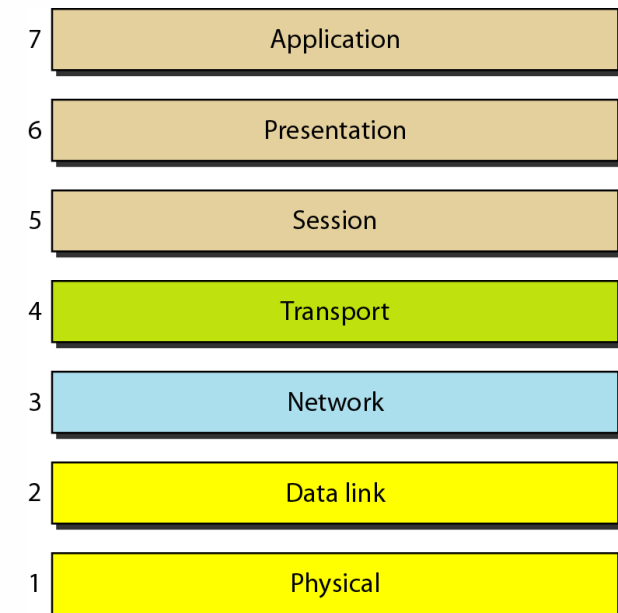 7 Application
6 Presentation
5 Session
4 Transport
3 Network
2 Data link
1 Physical